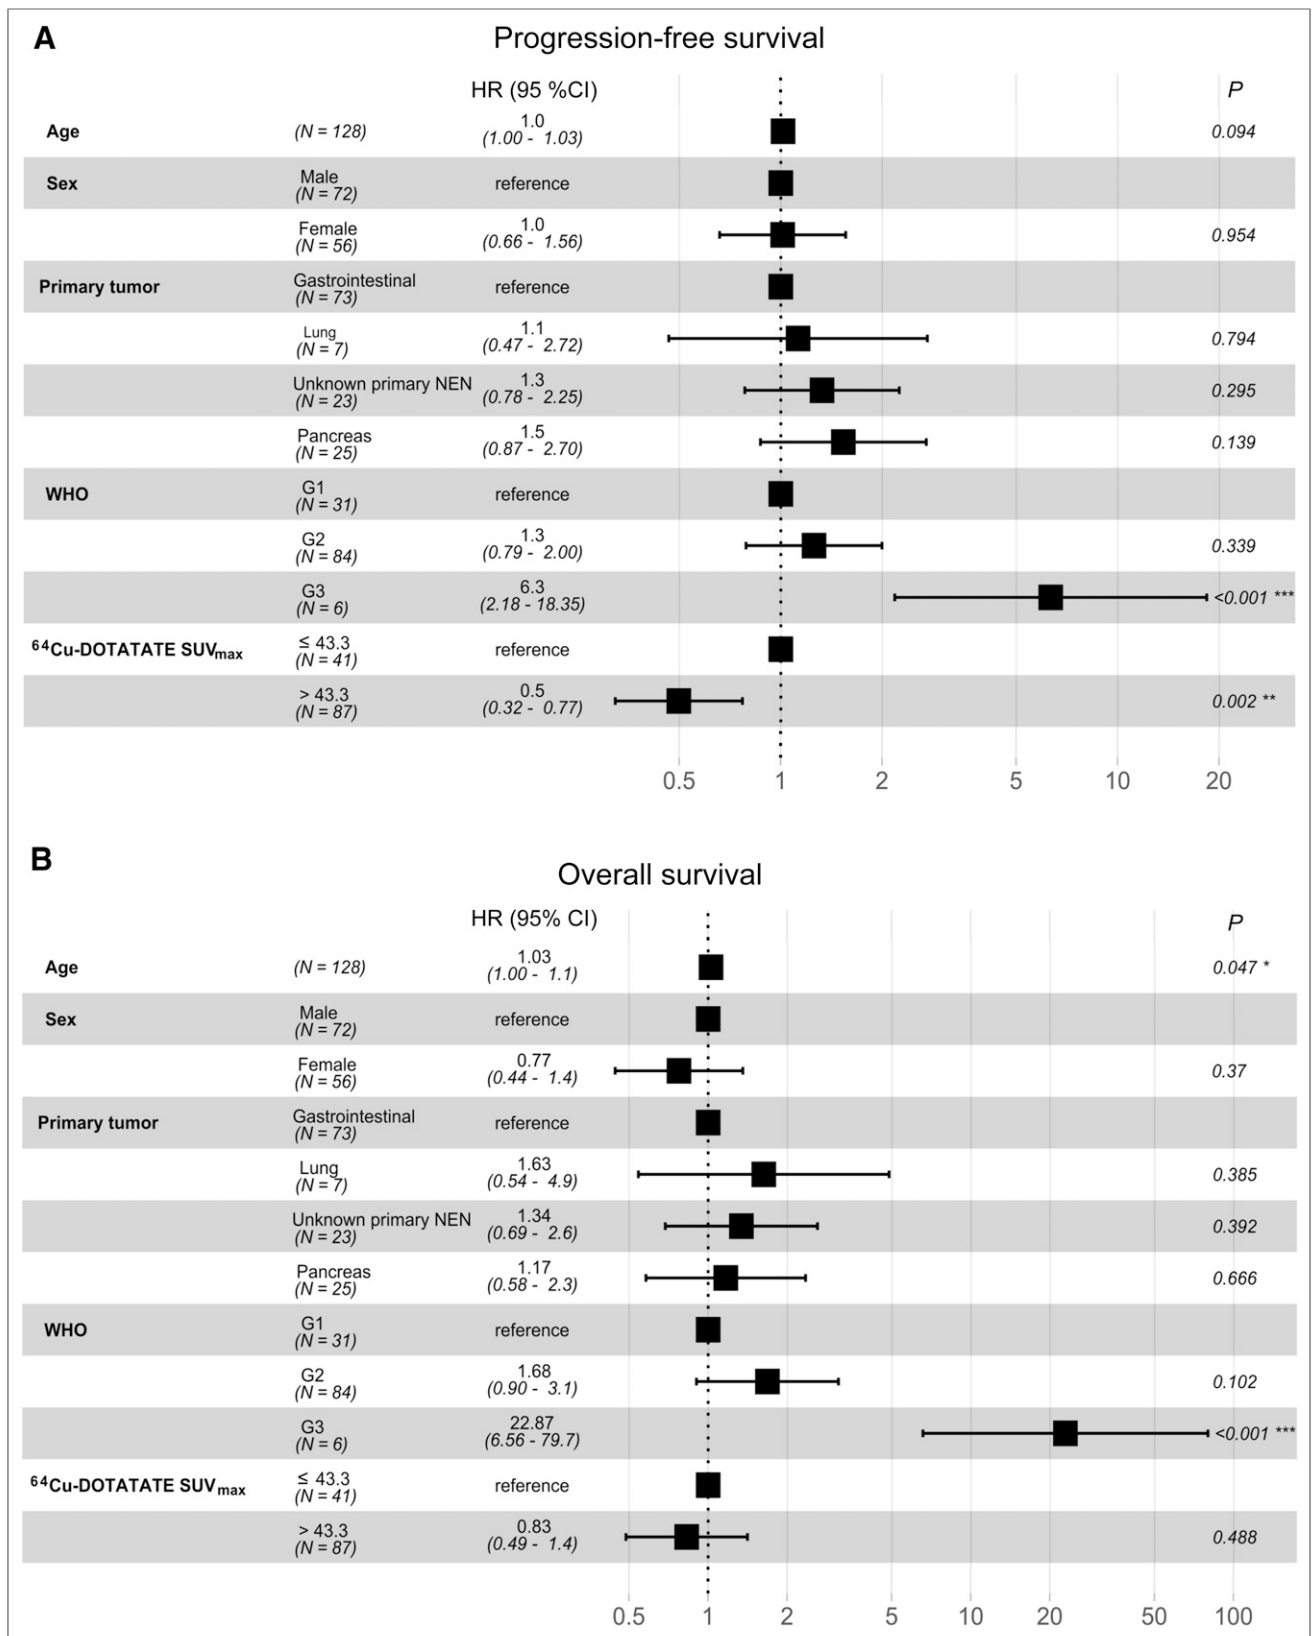 A
Progression-free survival
HR (95 %CI)
P
Age
(N = 128)
1.0
(1.00 - 1.03)
0.094
Sex
Male
(N = 72)
reference
Female
(N = 56)
1.0
(0.66 - 1.56)
0.954
Primary tumor
Gastrointestinal
(N = 73)
reference
Lung
(N = 7)
1.1
(0.47 - 2.72)
0.794
Unknown primary NEN
(N = 23)
1.3
(0.78 - 2.25)
0.295
Pancreas
(N = 25)
1.5
(0.87 - 2.70)
0.139
WHO
G1
(N = 31)
reference
G2
(N = 84)
1.3
(0.79 - 2.00)
0.339
G3
(N = 6)
6.3
(2.18 - 18.35)
<0.001 ***
64Cu-DOTATATE SUVmax
≤ 43.3
(N = 41)
reference
> 43.3
(N = 87)
0.5
(0.32 - 0.77)
0.002 **
0.5 1 2 5 10 20
B
Overall survival
HR (95% CI)
P
Age
(N = 128)
1.03
(1.00 - 1.1)
0.047 *
Sex
Male
(N = 72)
reference
Female
(N = 56)
0.77
(0.44 - 1.4)
0.37
Primary tumor
Gastrointestinal
(N = 73)
reference
Lung
(N = 7)
1.63
(0.54 - 4.9)
0.385
Unknown primary NEN
(N = 23)
1.34
(0.69 - 2.6)
0.392
Pancreas
(N = 25)
1.17
(0.58 - 2.3)
0.666
WHO
G1
(N = 31)
reference
G2
(N = 84)
1.68
(0.90 - 3.1)
0.102
G3
(N = 6)
22.87
(6.56 - 79.7)
<0.001 ***
64Cu-DOTATATE SUVmax
≤ 43.3
(N = 41)
reference
> 43.3
(N = 87)
0.83
(0.49 - 1.4)
0.488
0.5 1 2 5 10 20 50 100